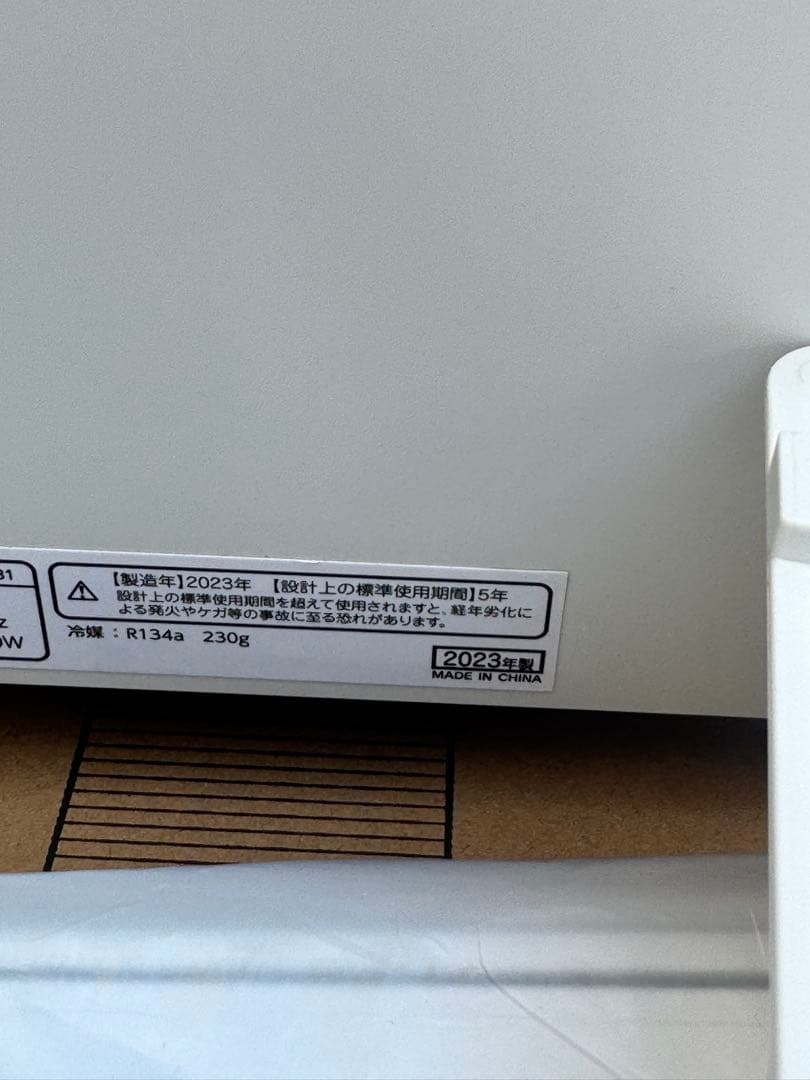 31
【製造年】2023年 【設計上の標準使用期間】5年
設計上の標準使用期間を超えて使用されますと、経年劣化に
よる発火やケガ等の事故に至る恐れがあります。
z
0W
冷媒：R134a 230g
2023年製
MADE IN CHINA